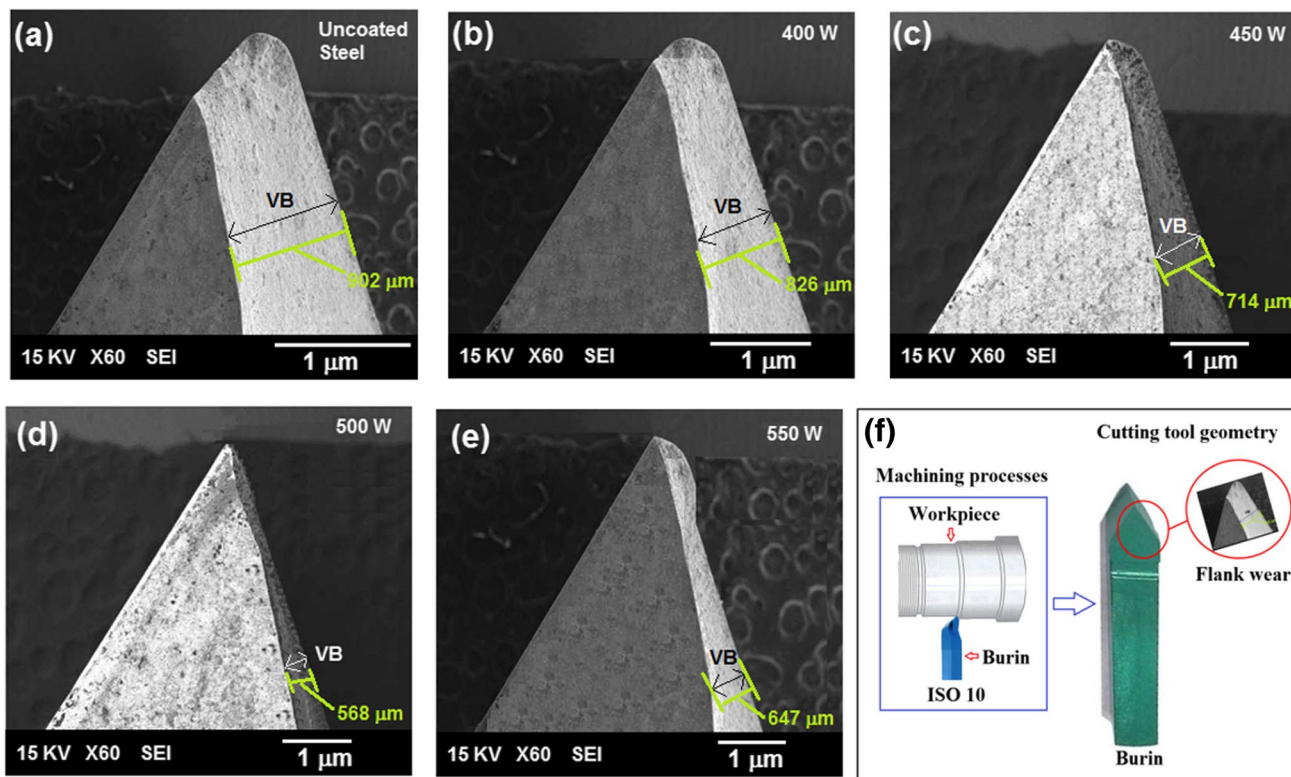 (a)
Uncoated
Steel
VB
902 µm
15 KV X60 SEI
1 µm
(b)
400 W
VB
826 µm
15 KV X60 SEI
1 µm
(c)
450 W
VB
714 µm
15 KV X60 SEI
1 µm
(d)
500 W
VB
568 µm
15 KV X60 SEI
1 µm
(e)
550 W
VB
647 µm
15 KV X60 SEI
1 µm
(f)
Cutting tool geometry
Machining processes
Workpiece
Burin
ISO 10
Flank wear
Burin